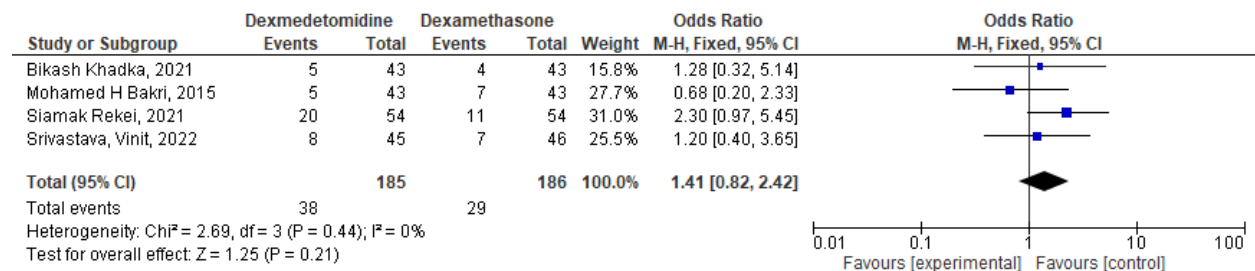 Dexmedetomidine Dexamethasone Odds Ratio Odds Ratio
Study or Subgroup Events Total Events Total Weight M-H, Fixed, 95% CI M-H, Fixed, 95% CI
Bikash Khadka, 2021 5 43 4 43 15.8% 1.28 [0.32, 5.14]
Mohamed H Bakri, 2015 5 43 7 43 27.7% 0.68 [0.20, 2.33]
Siamak Rekei, 2021 20 54 11 54 31.0% 2.30 [0.97, 5.45]
Srivastava, Vinit, 2022 8 45 7 46 25.5% 1.20 [0.40, 3.65]
Total (95% CI) 185 186 100.0% 1.41 [0.82, 2.42]
Total events 38 29
Heterogeneity: Chi² = 2.69, df = 3 (P = 0.44); I² = 0%
Test for overall effect: Z = 1.25 (P = 0.21)
0.01 0.1 1 10 100
Favours [experimental] Favours [control]